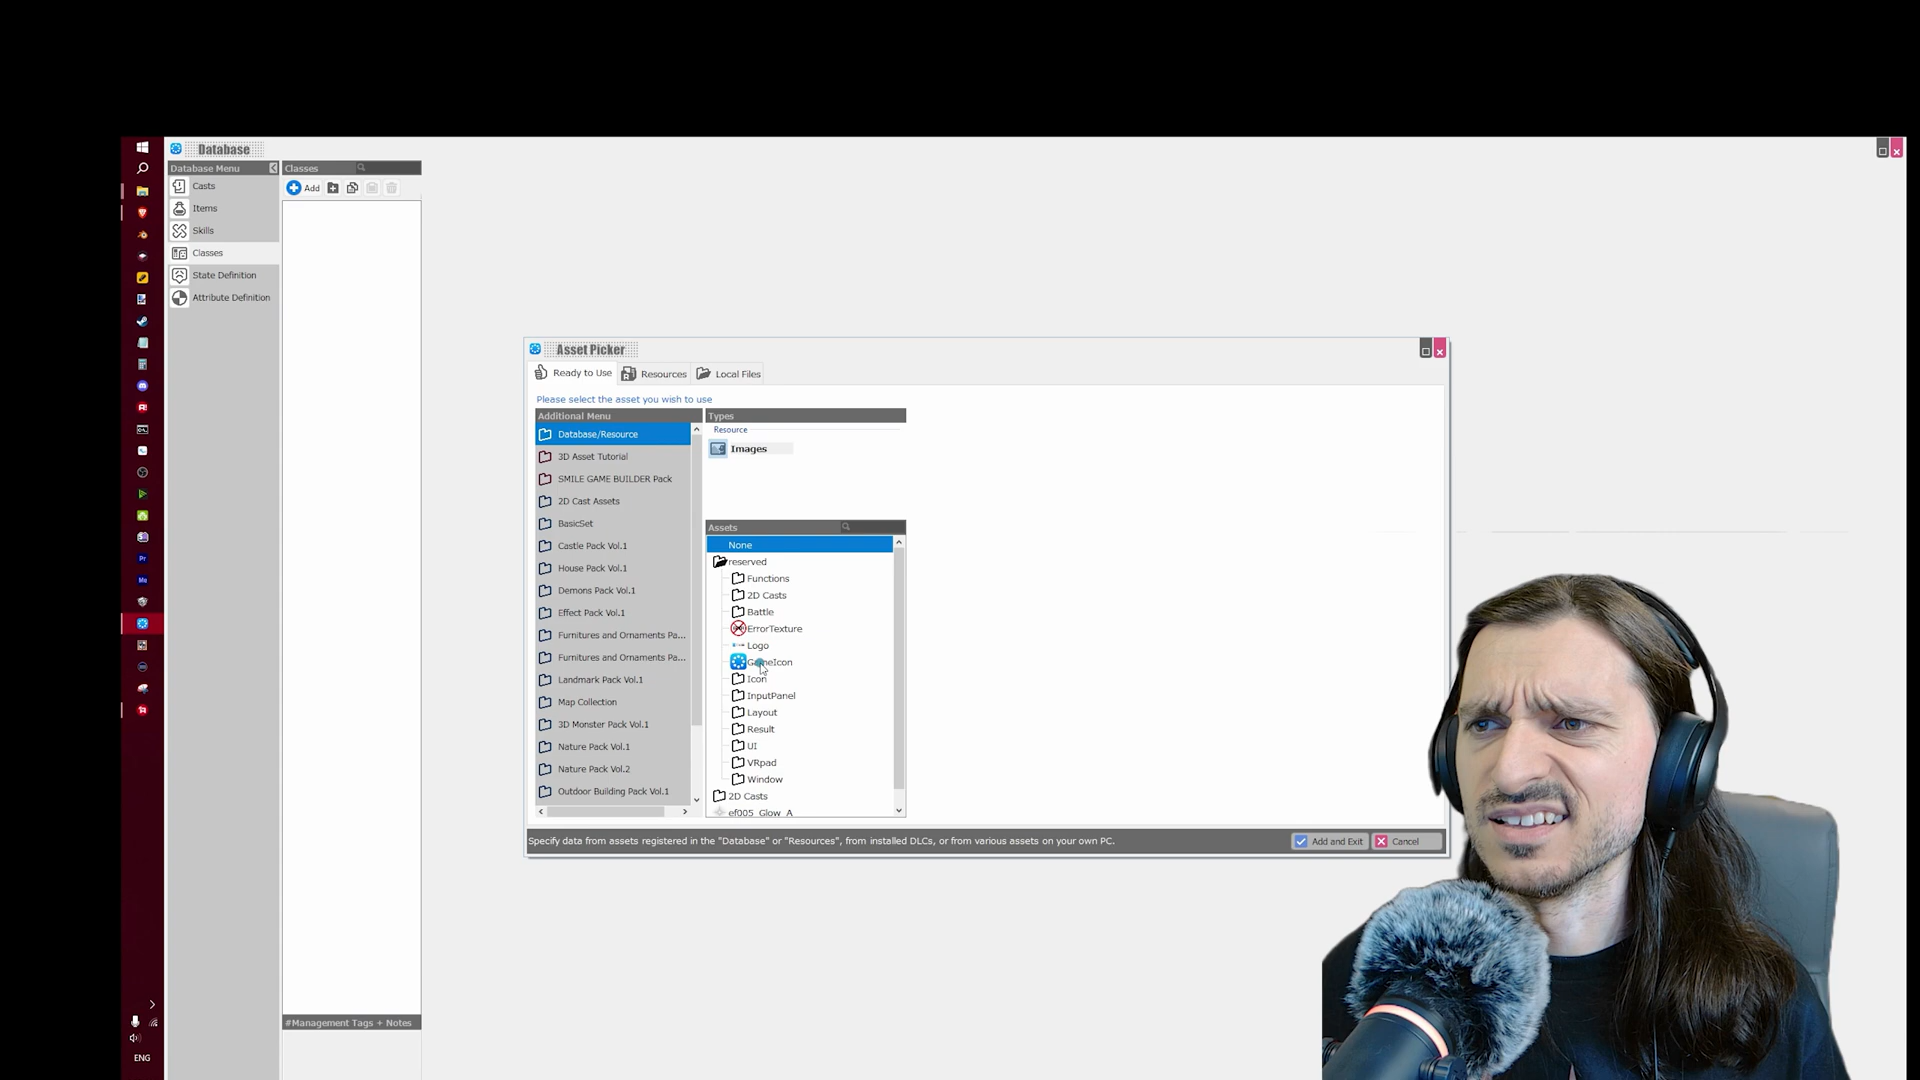 Database
Database Menu
Classes
Casts
Add
Items
Skills
Classes
State Definition
Attribute Definition
Asset Picker
Ready to Use
Resources
Local Files
Please select the asset you wish to use
Additional Menu
Types
Database/Resource
Resource
Images
3D Asset Tutorial
SMILE GAME BUILDER Pack
2D Cast Assets
BasicSet
Castle Pack Vol.1
House Pack Vol.1
Demons Pack Vol.1
Effect Pack Vol.1
Furnitures and Ornaments Pa...
Furnitures and Ornaments Pa...
Landmark Pack Vol.1
Map Collection
3D Monster Pack Vol.1
Nature Pack Vol.1
Nature Pack Vol.2
Outdoor Building Pack Vol.1
Assets
None
reserved
Functions
2D Casts
Battle
ErrorTexture
Logo
GameIcon
Icon
InputPanel
Layout
Result
UI
VRpad
Window
2D Casts
ef005_Glow_A
Specify data from assets registered in the "Database" or "Resources", from installed DLCs, or from various assets on your own PC.
Add and Exit
Cancel
#Management Tags + Notes
Pr
Me
ENG